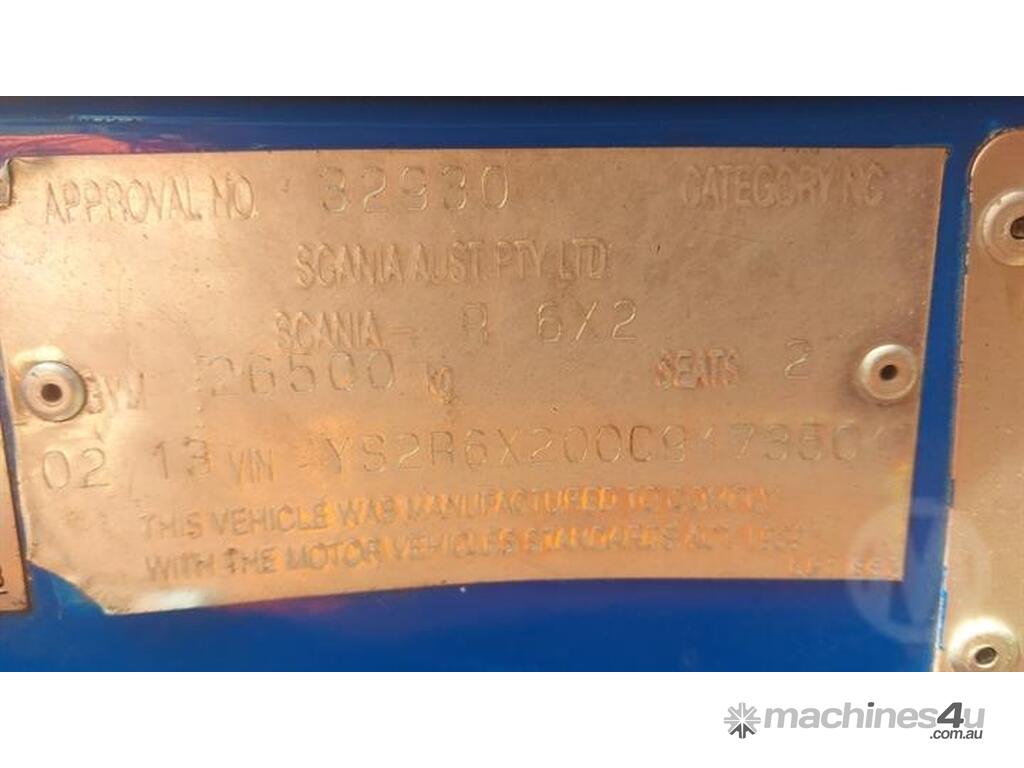 APPROVAL NO. 32930 CATEGORY NC
SCANIA AUST. PTY. LTD.
SCANIA - R 6X2
GVM 26500 kg SEATS 2
02 13 VIN
THIS VEHICLE WAS MANUFACTURED TO COMPLY
WITH THE MOTOR VEHICLES STANDARDS ACT 1989
machines4u
.com.au